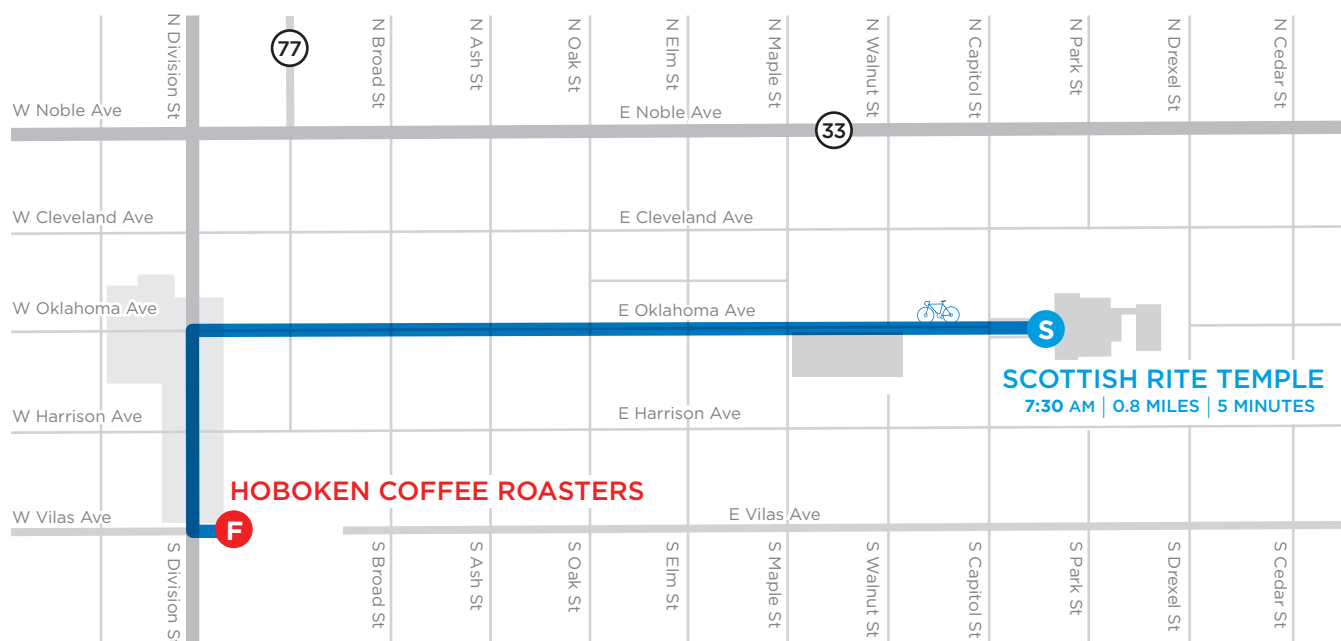 N Division St
77
N Broad St
N Ash St
N Oak St
N Elm St
N Maple St
N Walnut St
N Capitol St
N Park St
N Drexel St
N Cedar St
W Noble Ave
E Noble Ave
33
W Cleveland Ave
E Cleveland Ave
W Oklahoma Ave
E Oklahoma Ave
S
SCOTTISH RITE TEMPLE
7:30 AM | 0.8 MILES | 5 MINUTES
W Harrison Ave
E Harrison Ave
HOBOKEN COFFEE ROASTERS
W Vilas Ave
F
E Vilas Ave
S Division St
S Broad St
S Ash St
S Oak St
S Elm St
S Maple St
S Walnut St
S Capitol St
S Park St
S Drexel St
S Cedar St